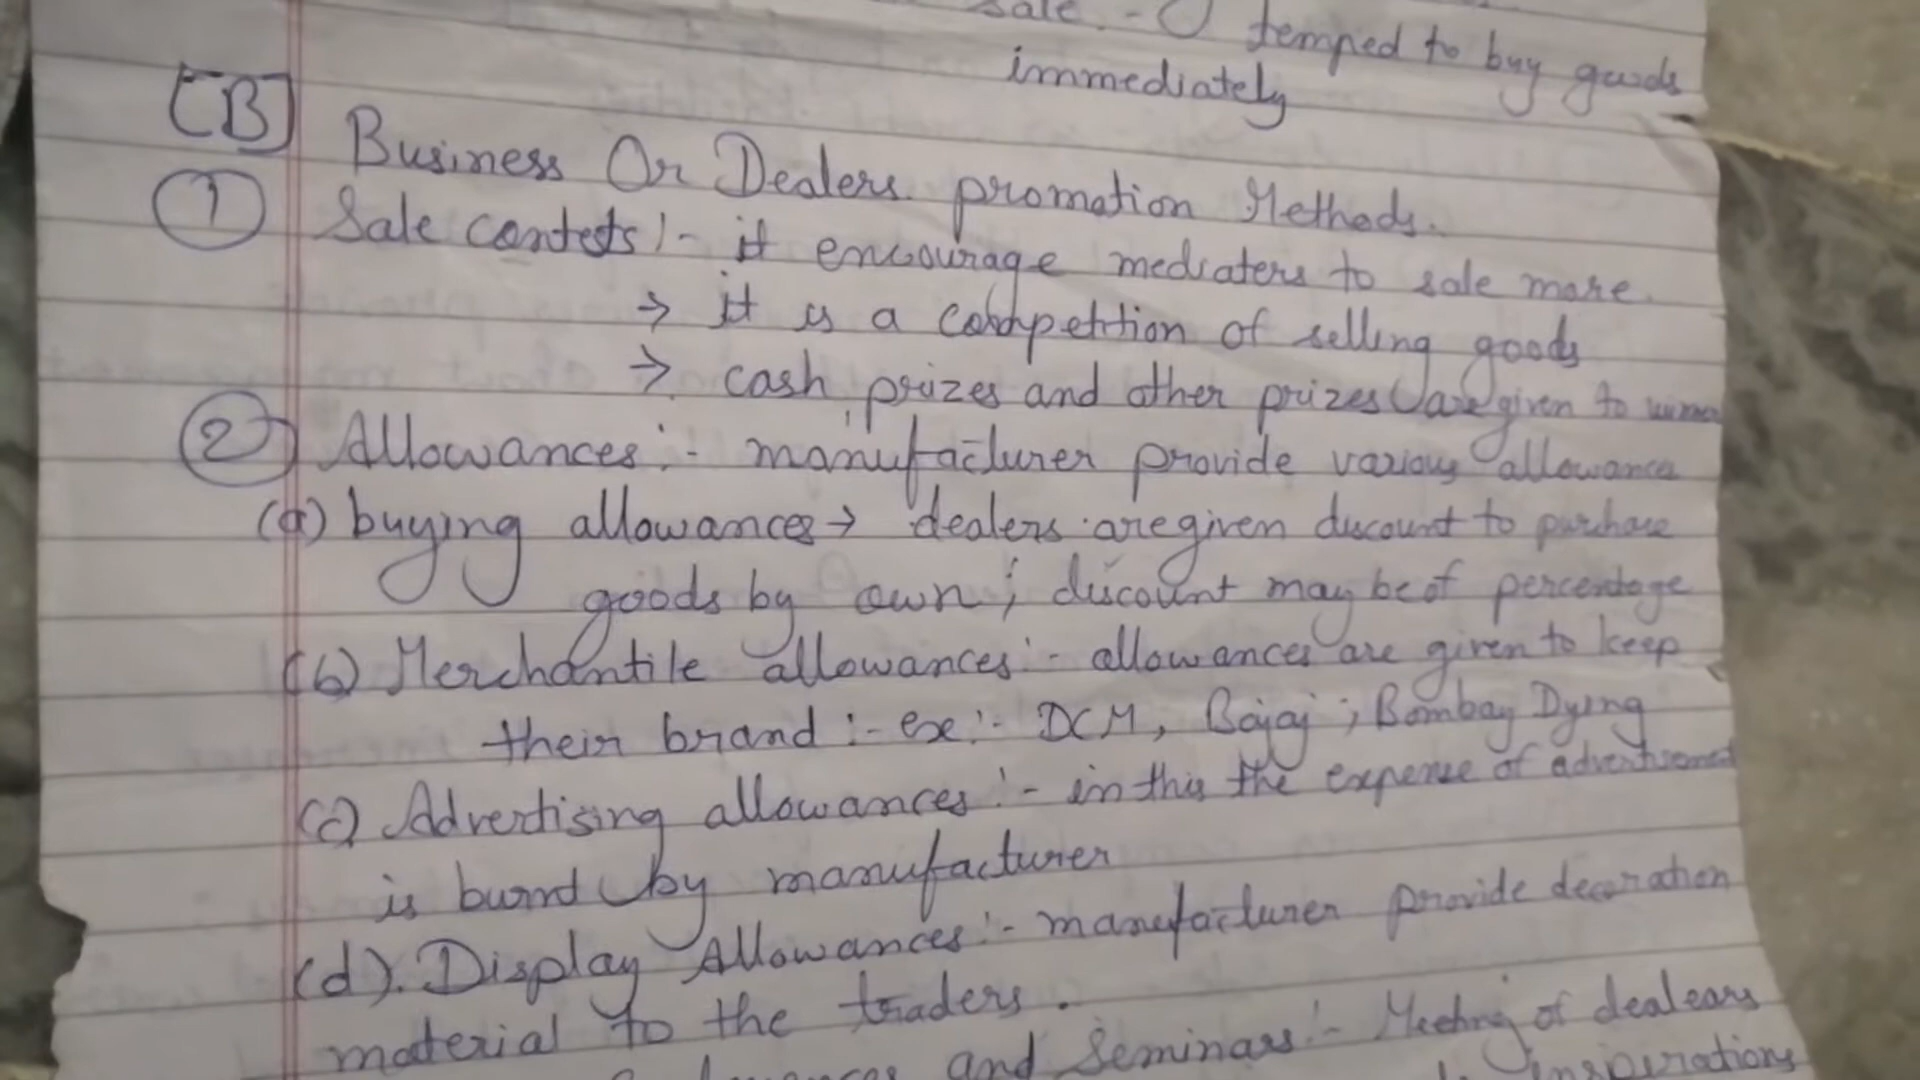 sale. - temped to buy goods
immediately
[B] Business Or Dealers promotion Methods.
1 Sale contests :- it encourage mediaters to sale more.
→ it is a competition of selling goods
→ cash prizes and other prizes are given to
2 Allowances :- manufacturer provide various allowance
(a) buying allowances → dealers are given discount to purchase
goods by own ; discount may be of percentage
(b) Merchantile allowances :- allowances are given to keep
their brand :- ex :- DCM, Bajaj ; Bombay Dying
(c) Advertising allowances :- in this the expense of advertisement
is burnd by manufacturer
(d). Display Allowances :- manufacturer provide decoration
material to the traders.
and Seminars :- Meeting of dealears
inspirations